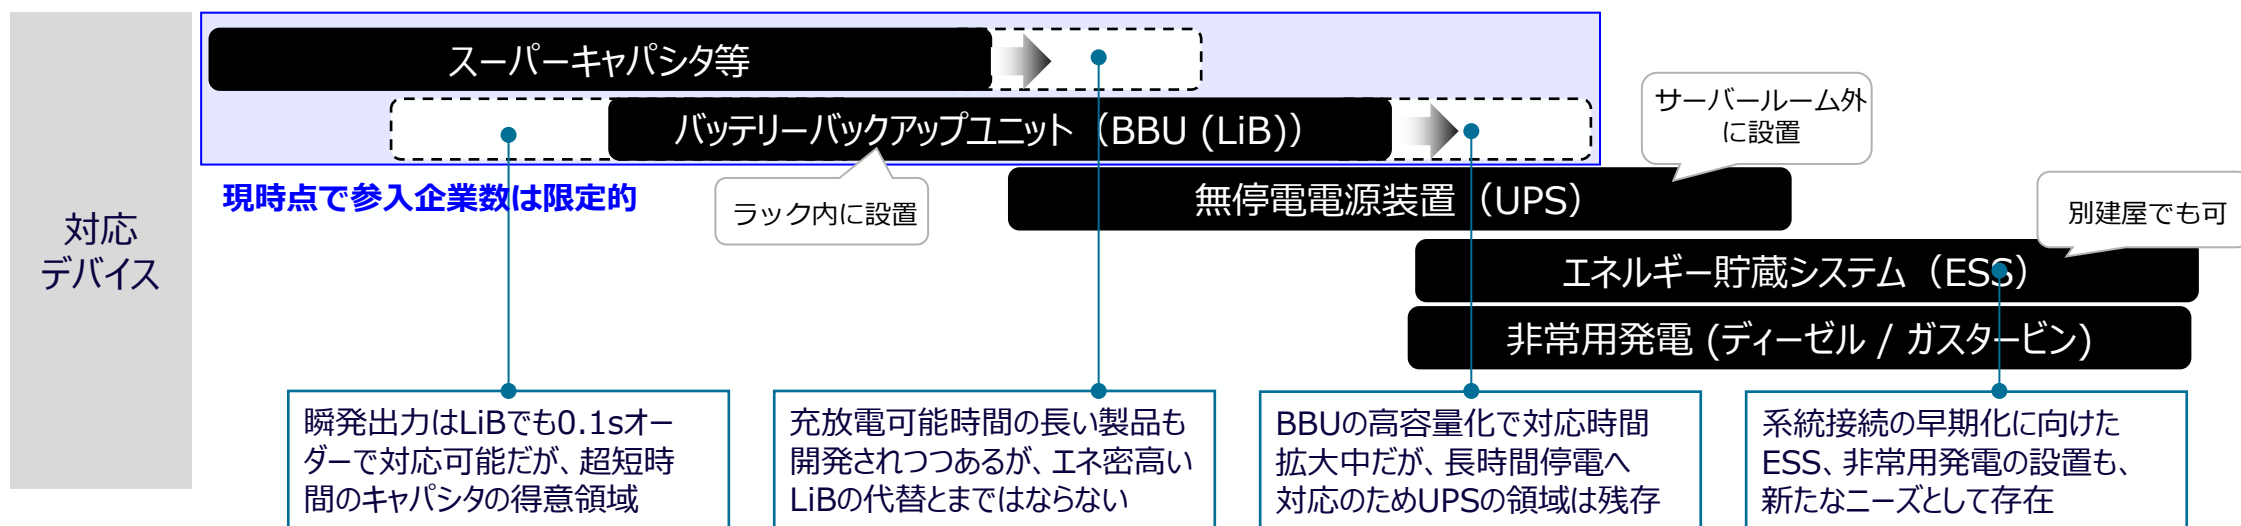 対応
デバイス
スーパーキャパシタ等
バッテリーバックアップユニット（BBU (LiB)）
サーバールーム外
に設置
現時点で参入企業数は限定的
ラック内に設置
無停電電源装置（UPS）
別建屋でも可
エネルギー貯蔵システム（ESS）
非常用発電 (ディーゼル / ガスタービン)
瞬発出力はLiBでも0.1sオー
ダーで対応可能だが、超短時
間のキャパシタの得意領域
充放電可能時間の長い製品も
開発されつつあるが、エネ密高い
LiBの代替とまではならない
BBUの高容量化で対応時間
拡大中だが、長時間停電へ
対応のためUPSの領域は残存
系統接続の早期化に向けた
ESS、非常用発電の設置も、
新たなニーズとして存在